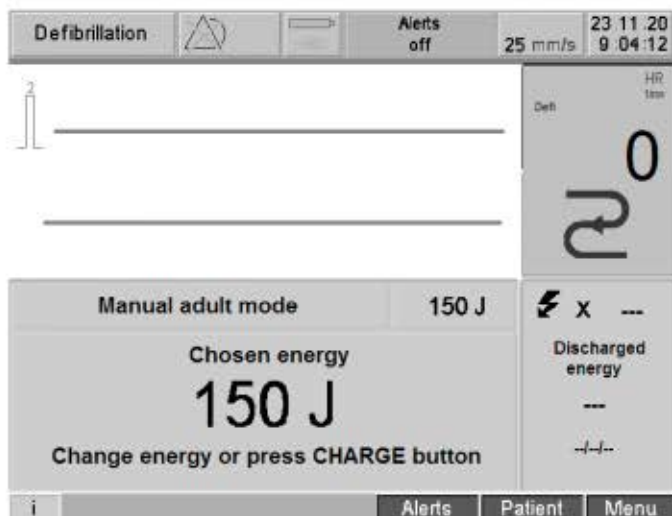 Defibrillation
Alerts
off
25 mm/s
23 11 20
9 04:12
2
HR
Defi
0
Manual adult mode
150 J
X ---
Chosen energy
150 J
Change energy or press CHARGE button
Discharged
energy
---
--/--/--
i
Alerts
Patient
Menu